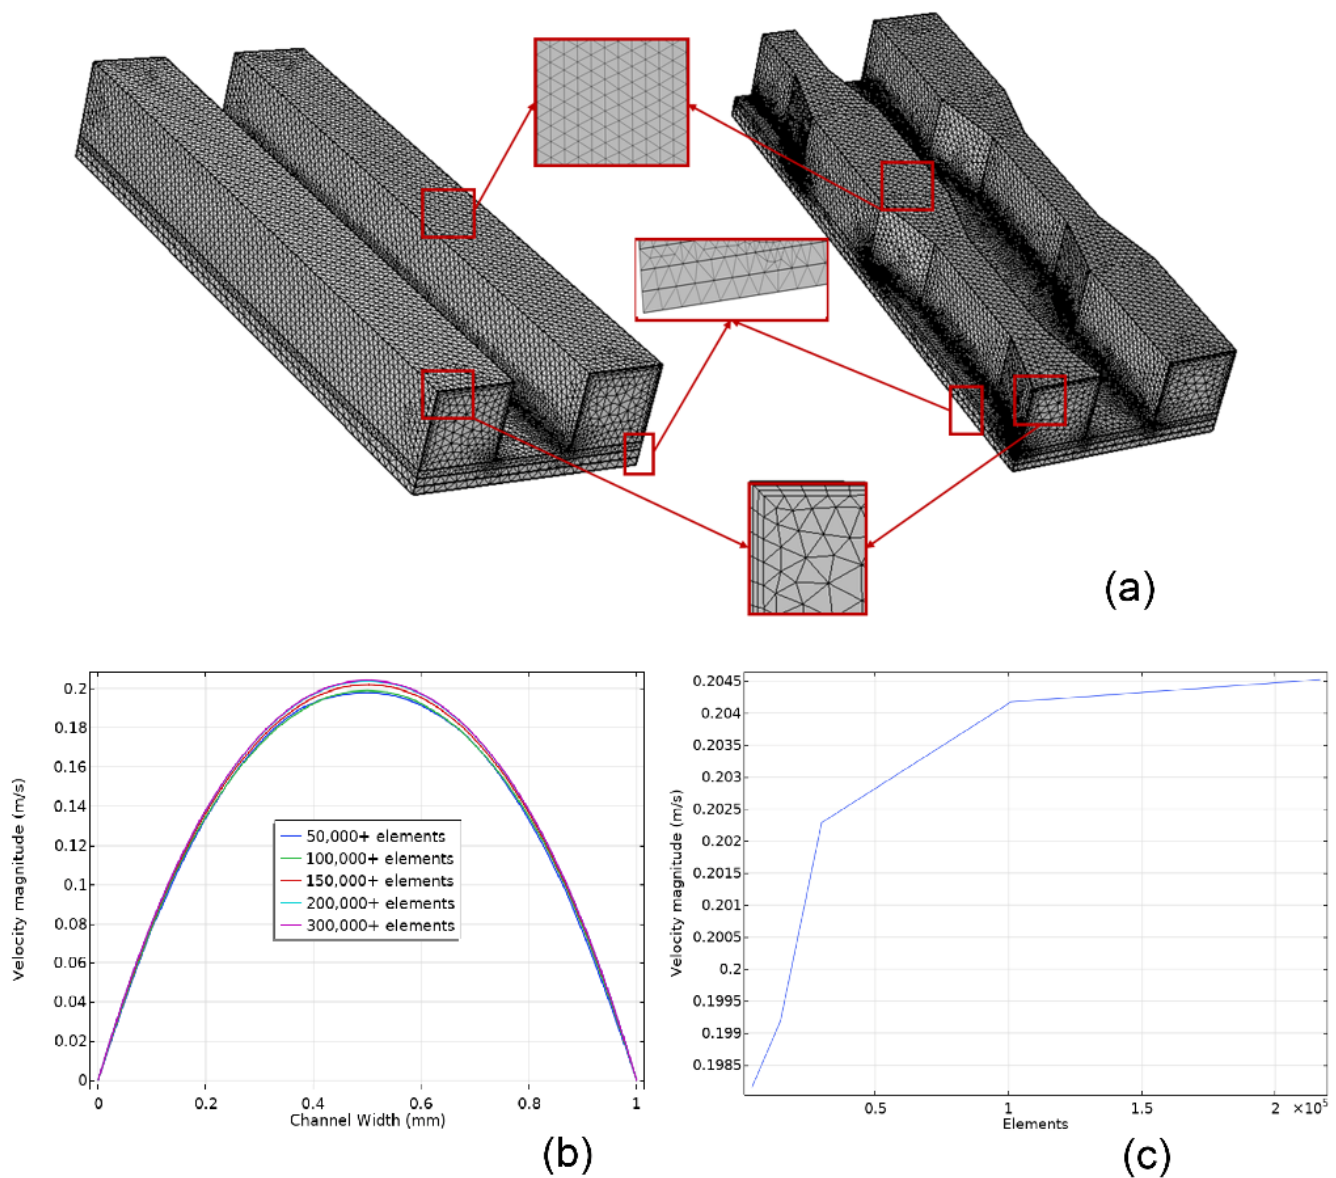 (a)
0.2
0.18
0.16
0.14
0.12
0.1
0.08
0.06
0.04
0.02
0
Velocity magnitude (m/s)
50,000+ elements
100,000+ elements
150,000+ elements
200,000+ elements
300,000+ elements
0 0.2 0.4 0.6 0.8 1
Channel Width (mm)
(b)
0.2045
0.204
0.2035
0.203
0.2025
0.202
0.2015
0.201
0.2005
0.2
0.1995
0.199
0.1985
Velocity magnitude (m/s)
0.5 1 1.5 2 ×10⁵
Elements
(c)